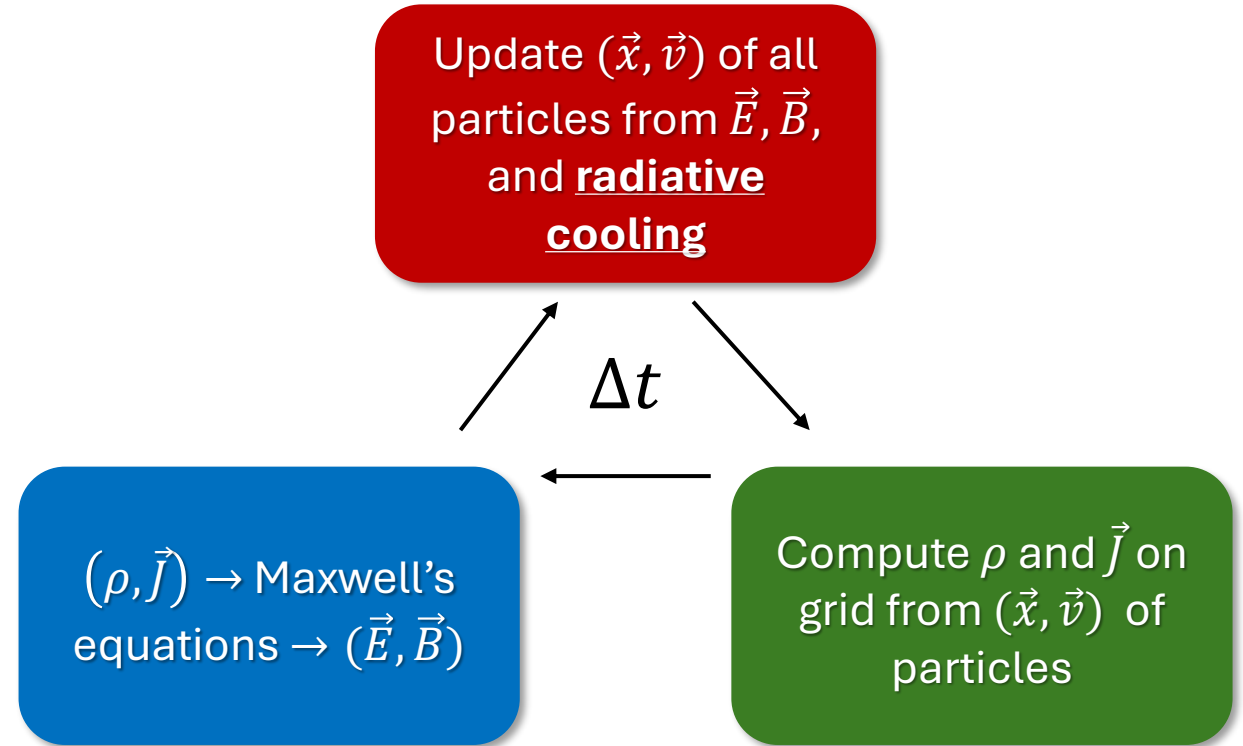 Update (x⃗, v⃗) of all
particles from E⃗, B⃗,
and radiative
cooling
Δt
(ρ, J⃗) → Maxwell’s
equations → (E⃗, B⃗)
Compute ρ and J⃗ on
grid from (x⃗, v⃗) of
particles